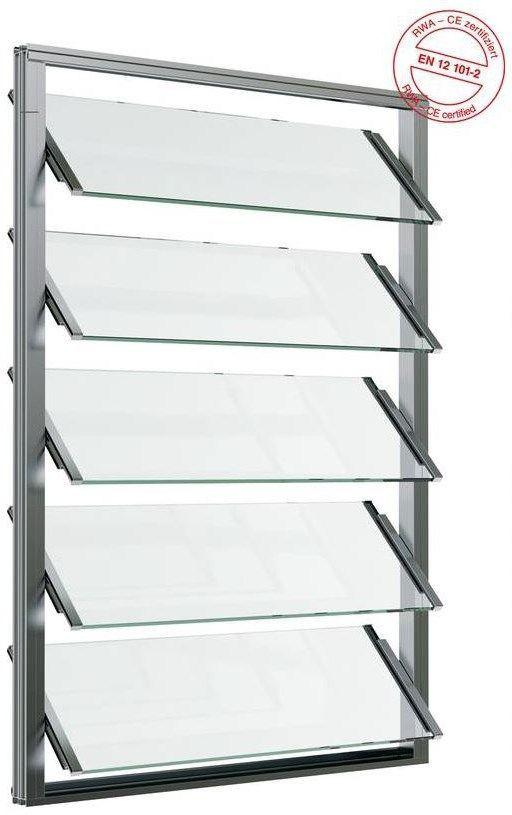 RWA – CE zertifiziert
EN 12 101-2
RWA – CE certified